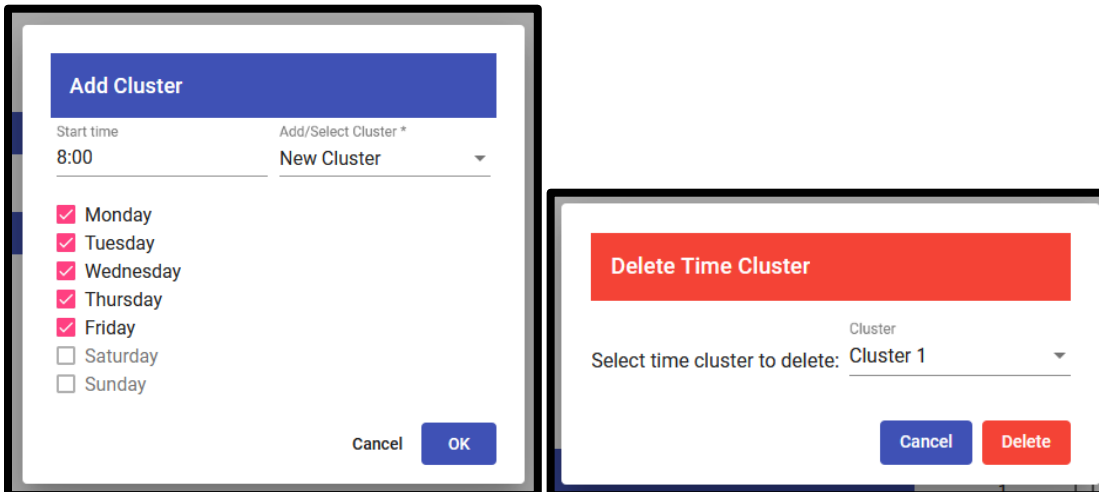 Add Cluster
Start time
Add/Select Cluster *
8:00
New Cluster
Monday
Tuesday
Wednesday
Thursday
Friday
Saturday
Sunday
Cancel
OK
Delete Time Cluster
Cluster
Select time cluster to delete:
Cluster 1
Cancel
Delete